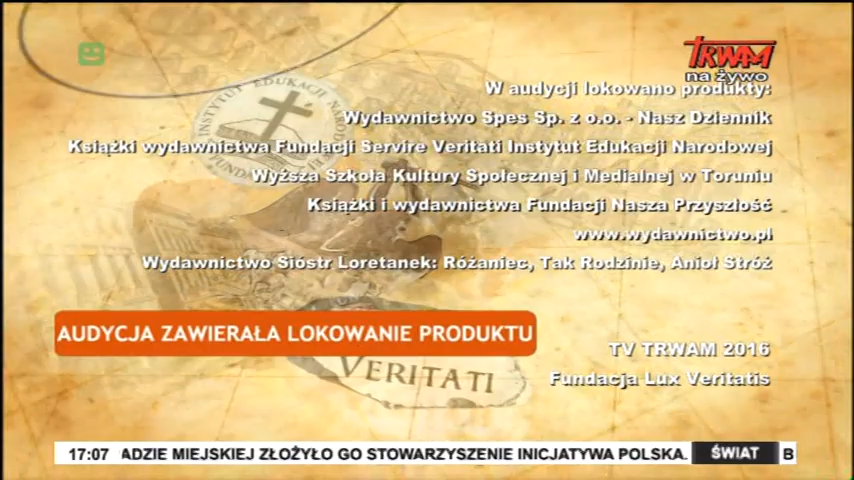 TRWAM
na żywo
W audycji lokowano produkty:
Wydawnictwo Spes Sp. z o.o. - Nasz Dziennik
Książki wydawnictwa Fundacji Servire Veritati Instytut Edukacji Narodowej
Wyższa Szkoła Kultury Społecznej i Medialnej w Toruniu
Książki i wydawnictwa Fundacji Nasza Przyszłość
www.wydawnictwo.pl
Wydawnictwo Sióstr Loretanek: Różaniec, Tak Rodzinie, Anioł Stróż
INSTYTUT EDUKACJI NARODOWEJ
AUDYCJA ZAWIERAŁA LOKOWANIE PRODUKTU
VERITATI
TV TRWAM 2016
Fundacja Lux Veritatis
17:07 ADZIE MIEJSKIEJ ZŁOŻYŁO GO STOWARZYSZENIE INICJATYWA POLSKA. ŚWIAT B